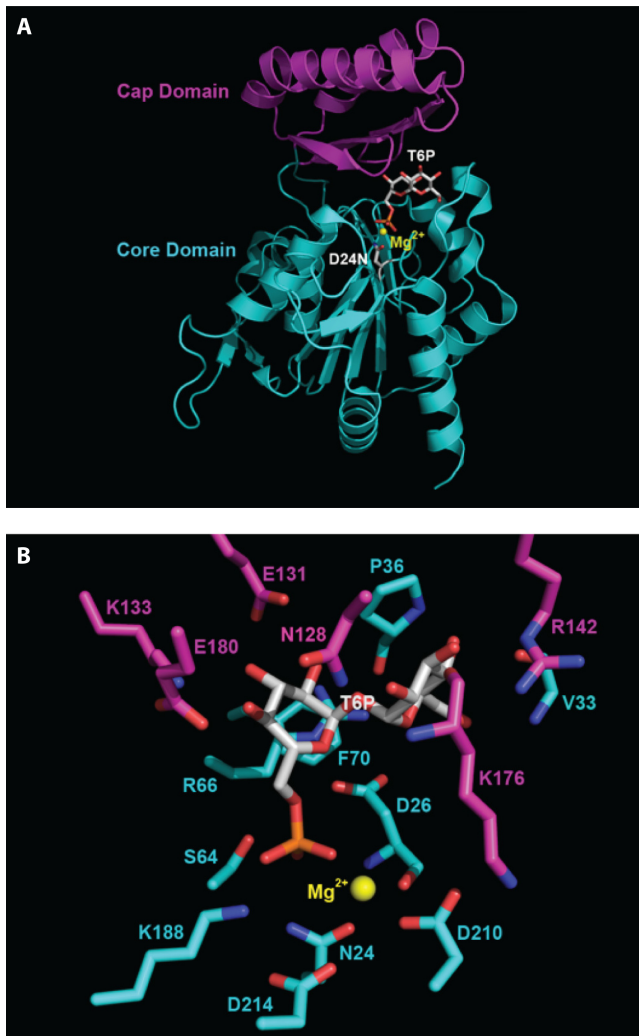 A
Cap Domain
T6P
Core Domain
Mg²⁺
D24N
B
E131
P36
K133
R142
E180
N128
T6P
V33
F70
R66
K176
D26
S64
Mg²⁺
K188
N24
D210
D214